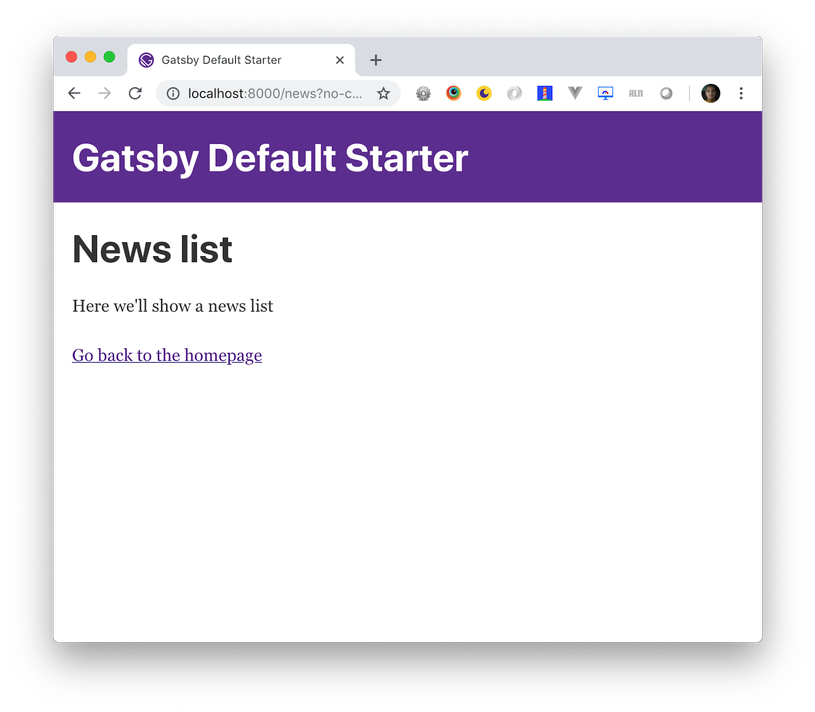 Gatsby Default Starter
localhost:8000/news?no-c...
Gatsby Default Starter
News list
Here we'll show a news list
Go back to the homepage